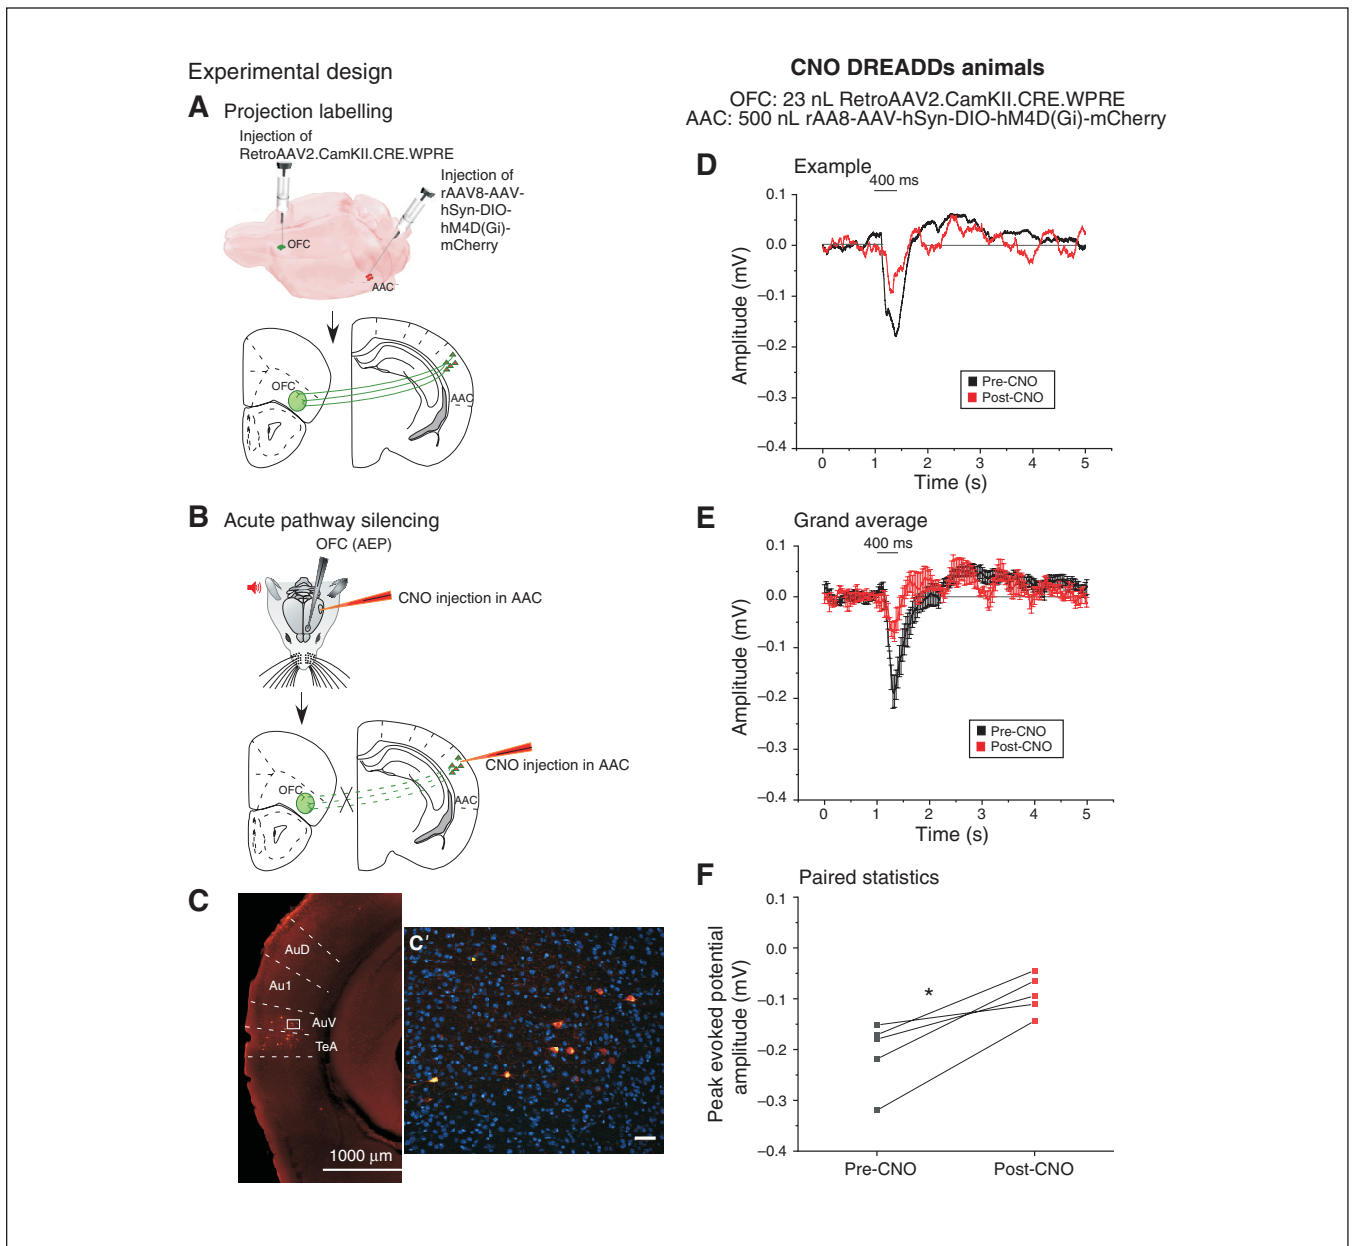 Experimental design
A Projection labelling
Injection of
RetroAAV2.CamKII.CRE.WPRE
Injection of
rAAV8-AAV-
hSyn-DIO-
hM4D(Gi)-
mCherry
OFC
AAC
OFC
AAC
B Acute pathway silencing
OFC (AEP)
CNO injection in AAC
CNO injection in AAC
OFC
AAC
C
AuD
Au1
AuV
TeA
1000 µm
C'
CNO DREADDs animals
OFC: 23 nL RetroAAV2.CamKII.CRE.WPRE
AAC: 500 nL rAA8-AAV-hSyn-DIO-hM4D(Gi)-mCherry
D Example
400 ms
0.1
0.0
–0.1
–0.2
–0.3
–0.4
Amplitude (mV)
Pre-CNO
Post-CNO
0 1 2 3 4 5
Time (s)
E Grand average
400 ms
0.1
0.0
–0.1
–0.2
–0.3
–0.4
Amplitude (mV)
Pre-CNO
Post-CNO
0 1 2 3 4 5
Time (s)
F Paired statistics
0.1
0.0
–0.1
–0.2
–0.3
–0.4
Peak evoked potential
amplitude (mV)
*
Pre-CNO Post-CNO